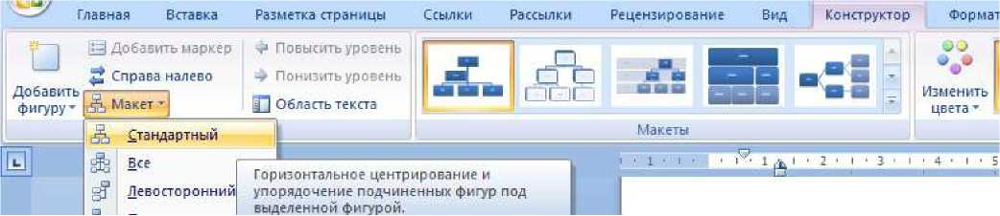 Главная Вставка Разметка страницы Ссылки Рассылки Рецензирование Вид Конструктор Формат
Добавить фигуру
Добавить маркер
Справа налево
Макет
Повысить уровень
Понизить уровень
Область текста
Изменить цвета
Макеты
Стандартный
Все
Левосторонний
Горизонтальное центрирование и
упорядочение подчиненных фигур под
выделенной фигурой.
1 1 2 3 4 5